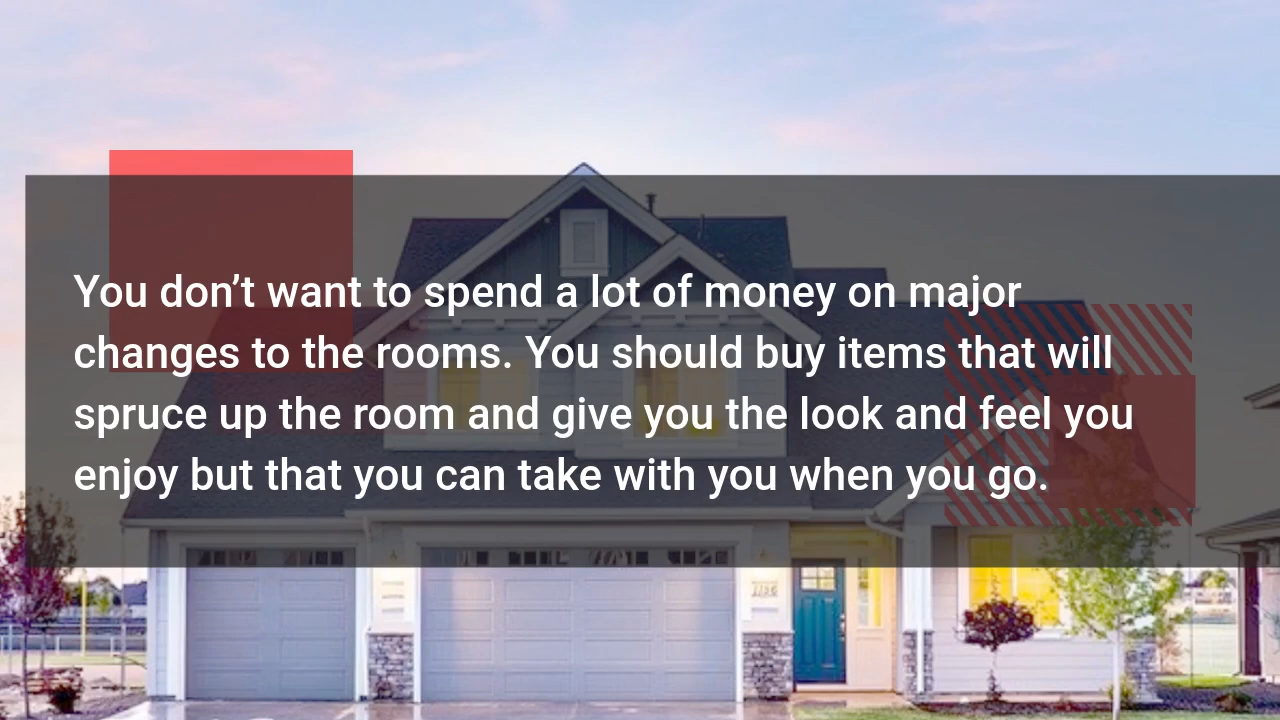 You don’t want to spend a lot of money on major
changes to the rooms. You should buy items that will
spruce up the room and give you the look and feel you
enjoy but that you can take with you when you go.